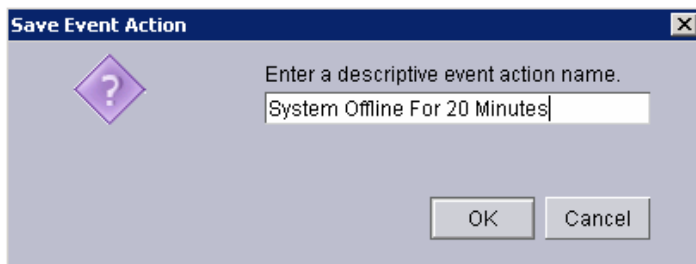 Save Event Action
Enter a descriptive event action name.
System Offline For 20 Minutes
OK Cancel